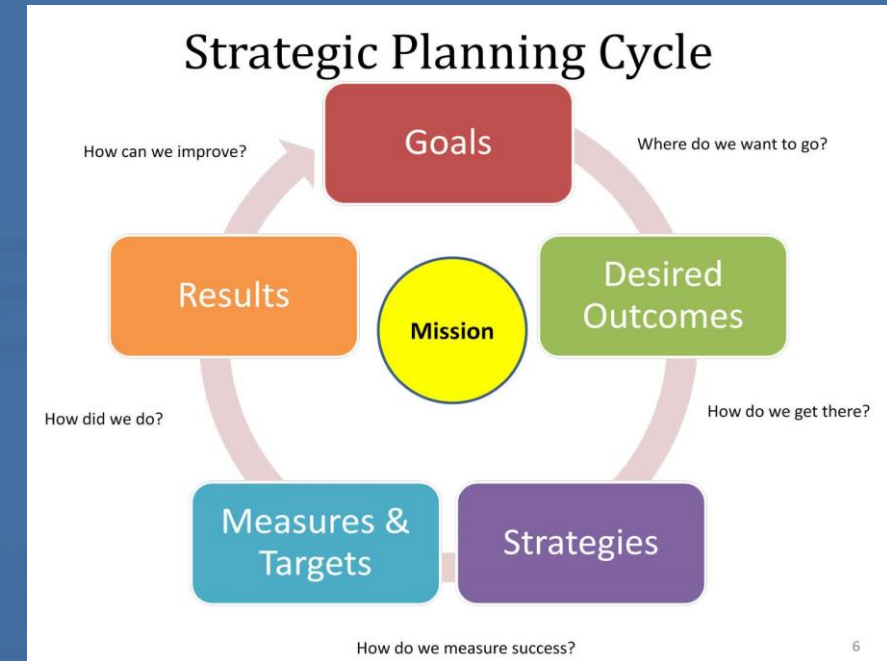 Strategic Planning Cycle
Goals
How can we improve?
Where do we want to go?
Results
Mission
Desired
Outcomes
How did we do?
How do we get there?
Measures &
Targets
Strategies
How do we measure success?
6